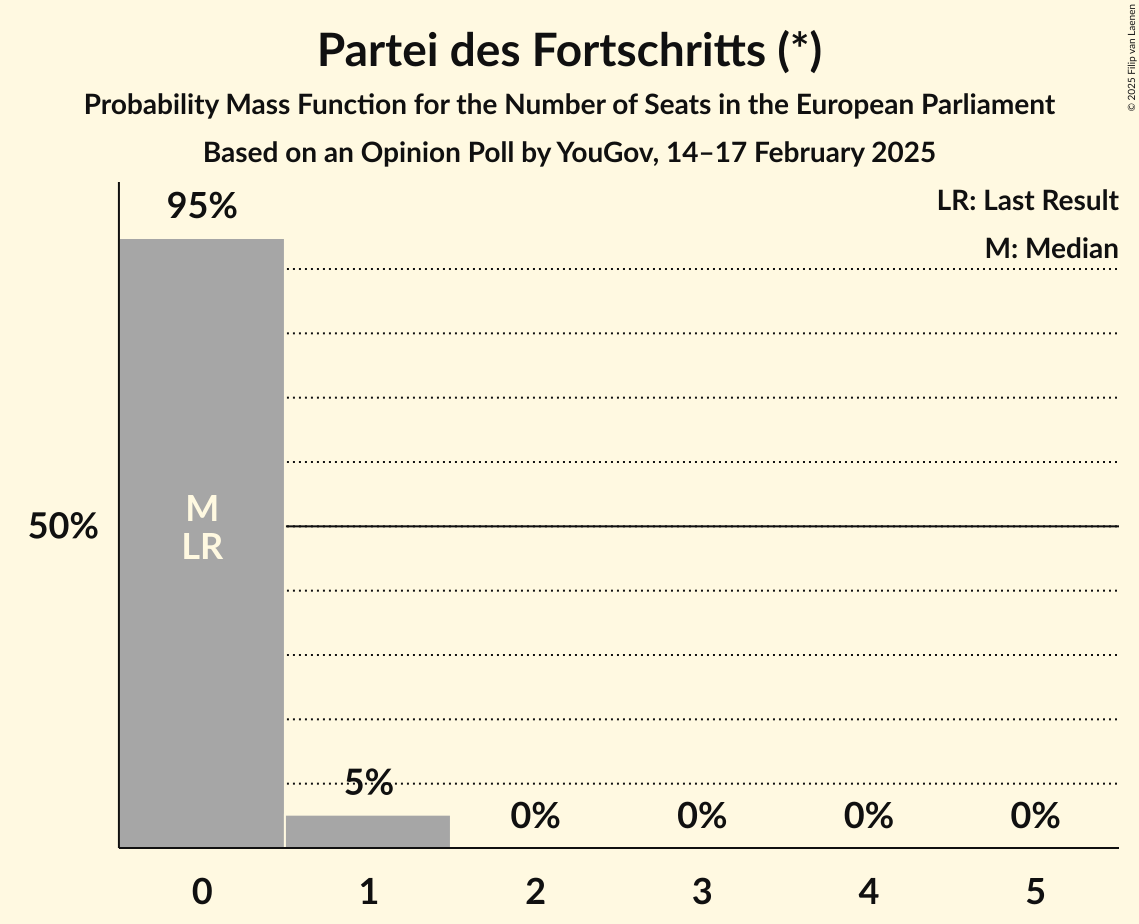 Partei des Fortschritts (*)
Probability Mass Function for the Number of Seats in the European Parliament
Based on an Opinion Poll by YouGov, 14–17 February 2025
© 2025 Filip van Laenen
LR: Last Result
M: Median
95%
M
LR
50%
5%
0%
0%
0%
0%
0
1
2
3
4
5